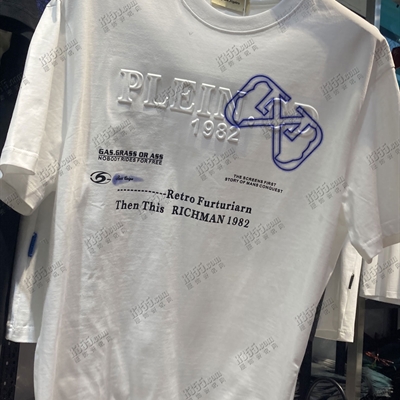 PLEIN
1982
GAS.GRASS OR ASS
NOBODY RIDES FOR FREE
THE SCREENS FIRST
STORY OF MANS CONQUEST
Retro Furturiarn
Then This RICHMAN 1982